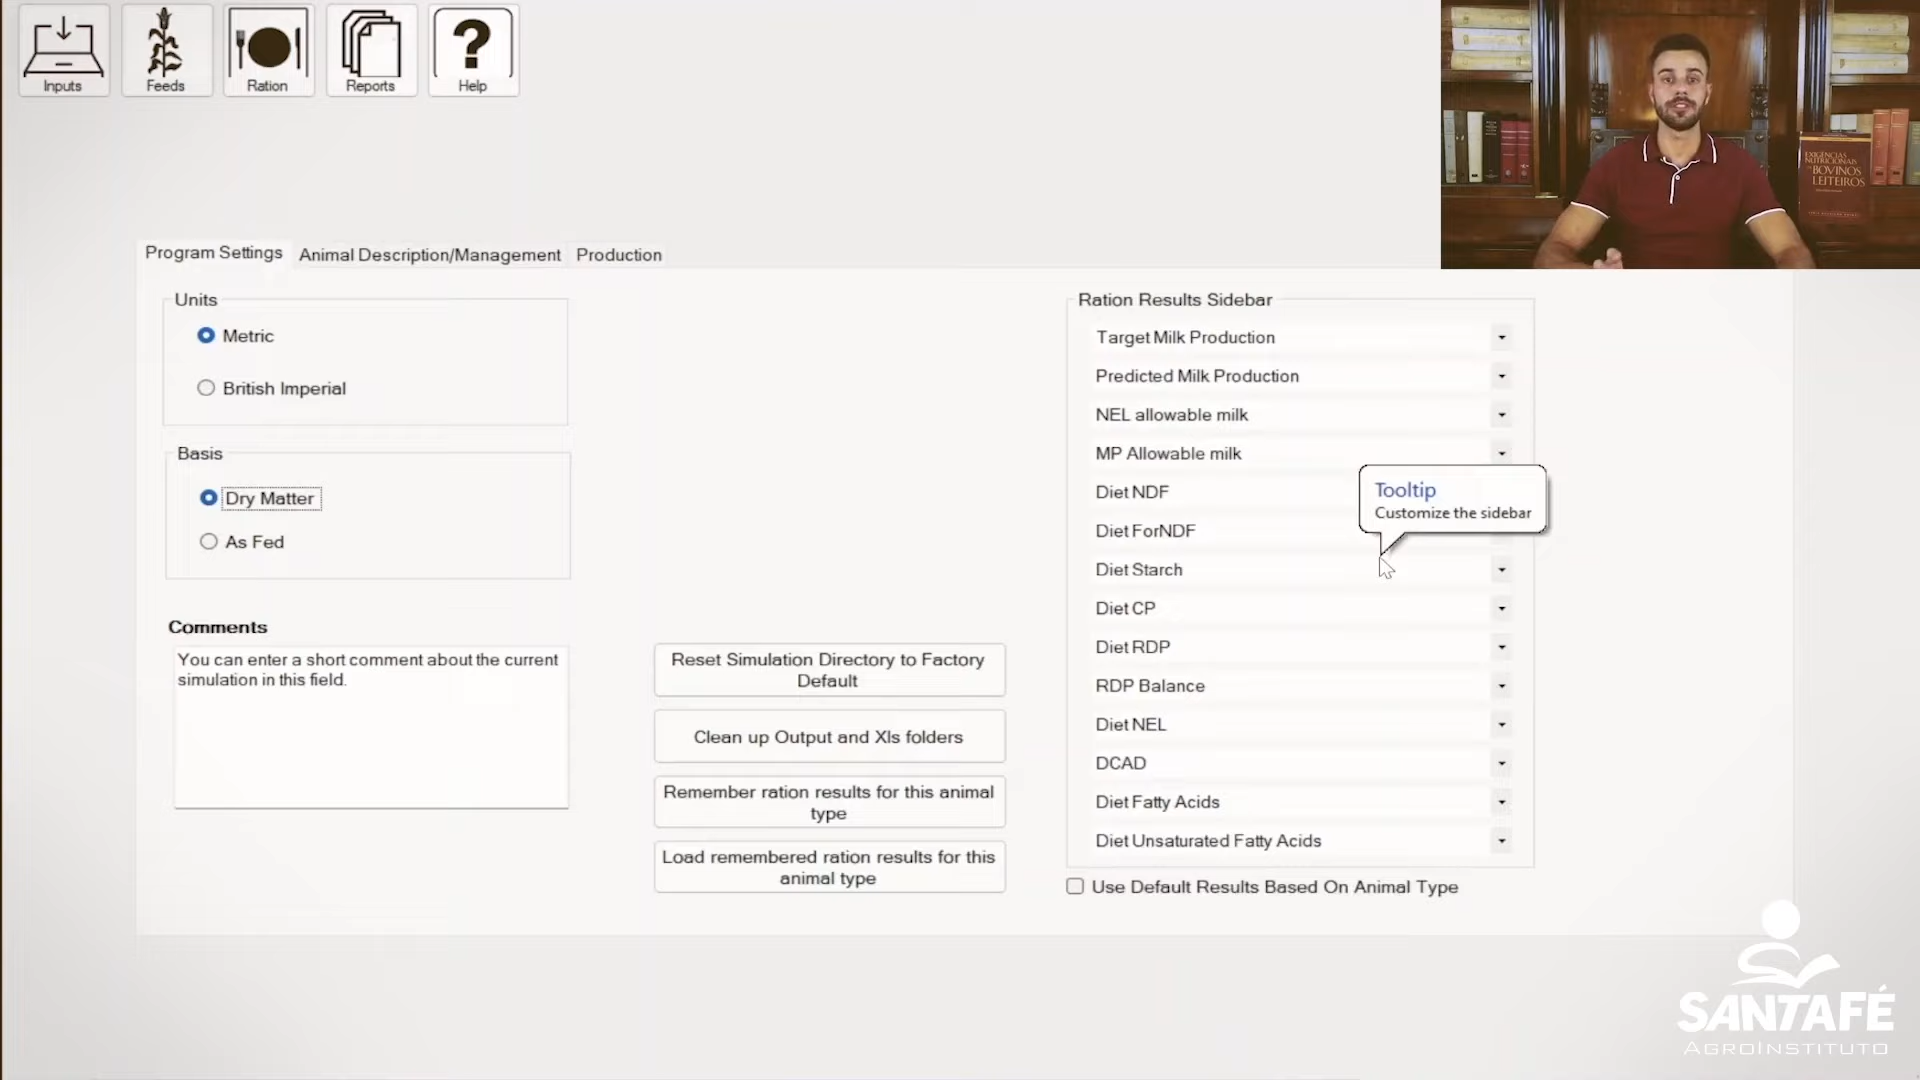 Inputs
Feeds
Ration
Reports
Help
EXIGÊNCIAS
NUTRICIONAIS
BOVINOS
LEITEIROS
Program Settings
Animal Description/Management
Production
Units
Metric
British Imperial
Basis
Dry Matter
As Fed
Comments
You can enter a short comment about the current
simulation in this field.
Reset Simulation Directory to Factory
Default
Clean up Output and Xls folders
Remember ration results for this animal
type
Load remembered ration results for this
animal type
Ration Results Sidebar
Target Milk Production
Predicted Milk Production
NEL allowable milk
MP Allowable milk
Diet NDF
Diet ForNDF
Diet Starch
Diet CP
Diet RDP
RDP Balance
Diet NEL
DCAD
Diet Fatty Acids
Diet Unsaturated Fatty Acids
Tooltip
Customize the sidebar
Use Default Results Based On Animal Type
SANTAFÉ
AGROINSTITUTO